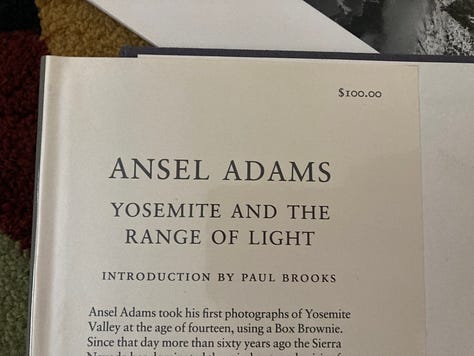 $100.00
ANSEL ADAMS
YOSEMITE AND THE
RANGE OF LIGHT
INTRODUCTION BY PAUL BROOKS
Ansel Adams took his first photographs of Yosemite
Valley at the age of fourteen, using a Box Brownie.
Since that day more than sixty years ago the Sierra